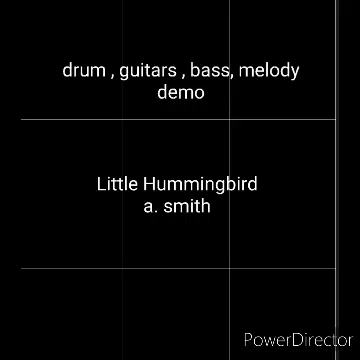 drum , guitars , bass, melody
demo
Little Hummingbird
a. smith
PowerDirector